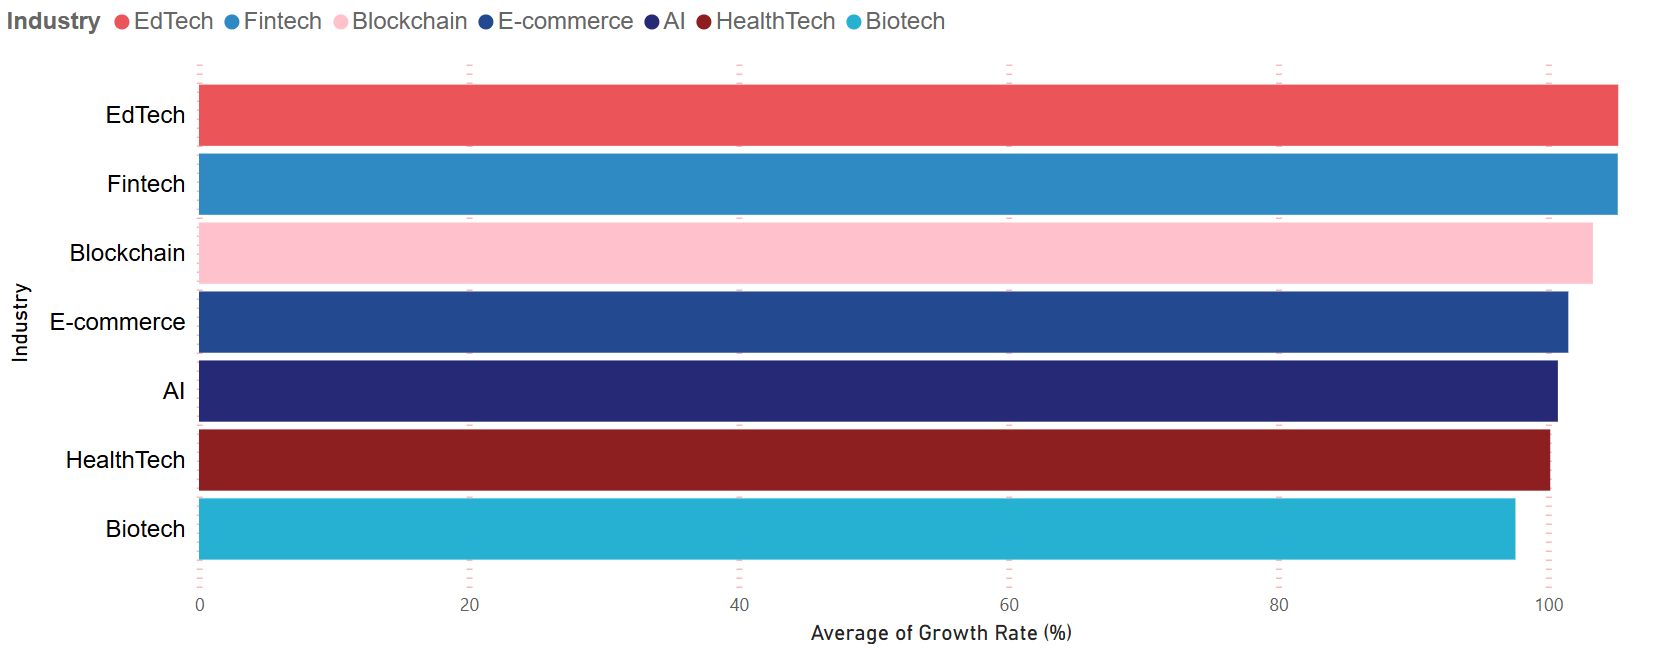 Industry EdTech Fintech Blockchain E-commerce AI HealthTech Biotech
EdTech
Fintech
Blockchain
E-commerce
AI
HealthTech
Biotech
Industry
0 20 40 60 80 100
Average of Growth Rate (%)